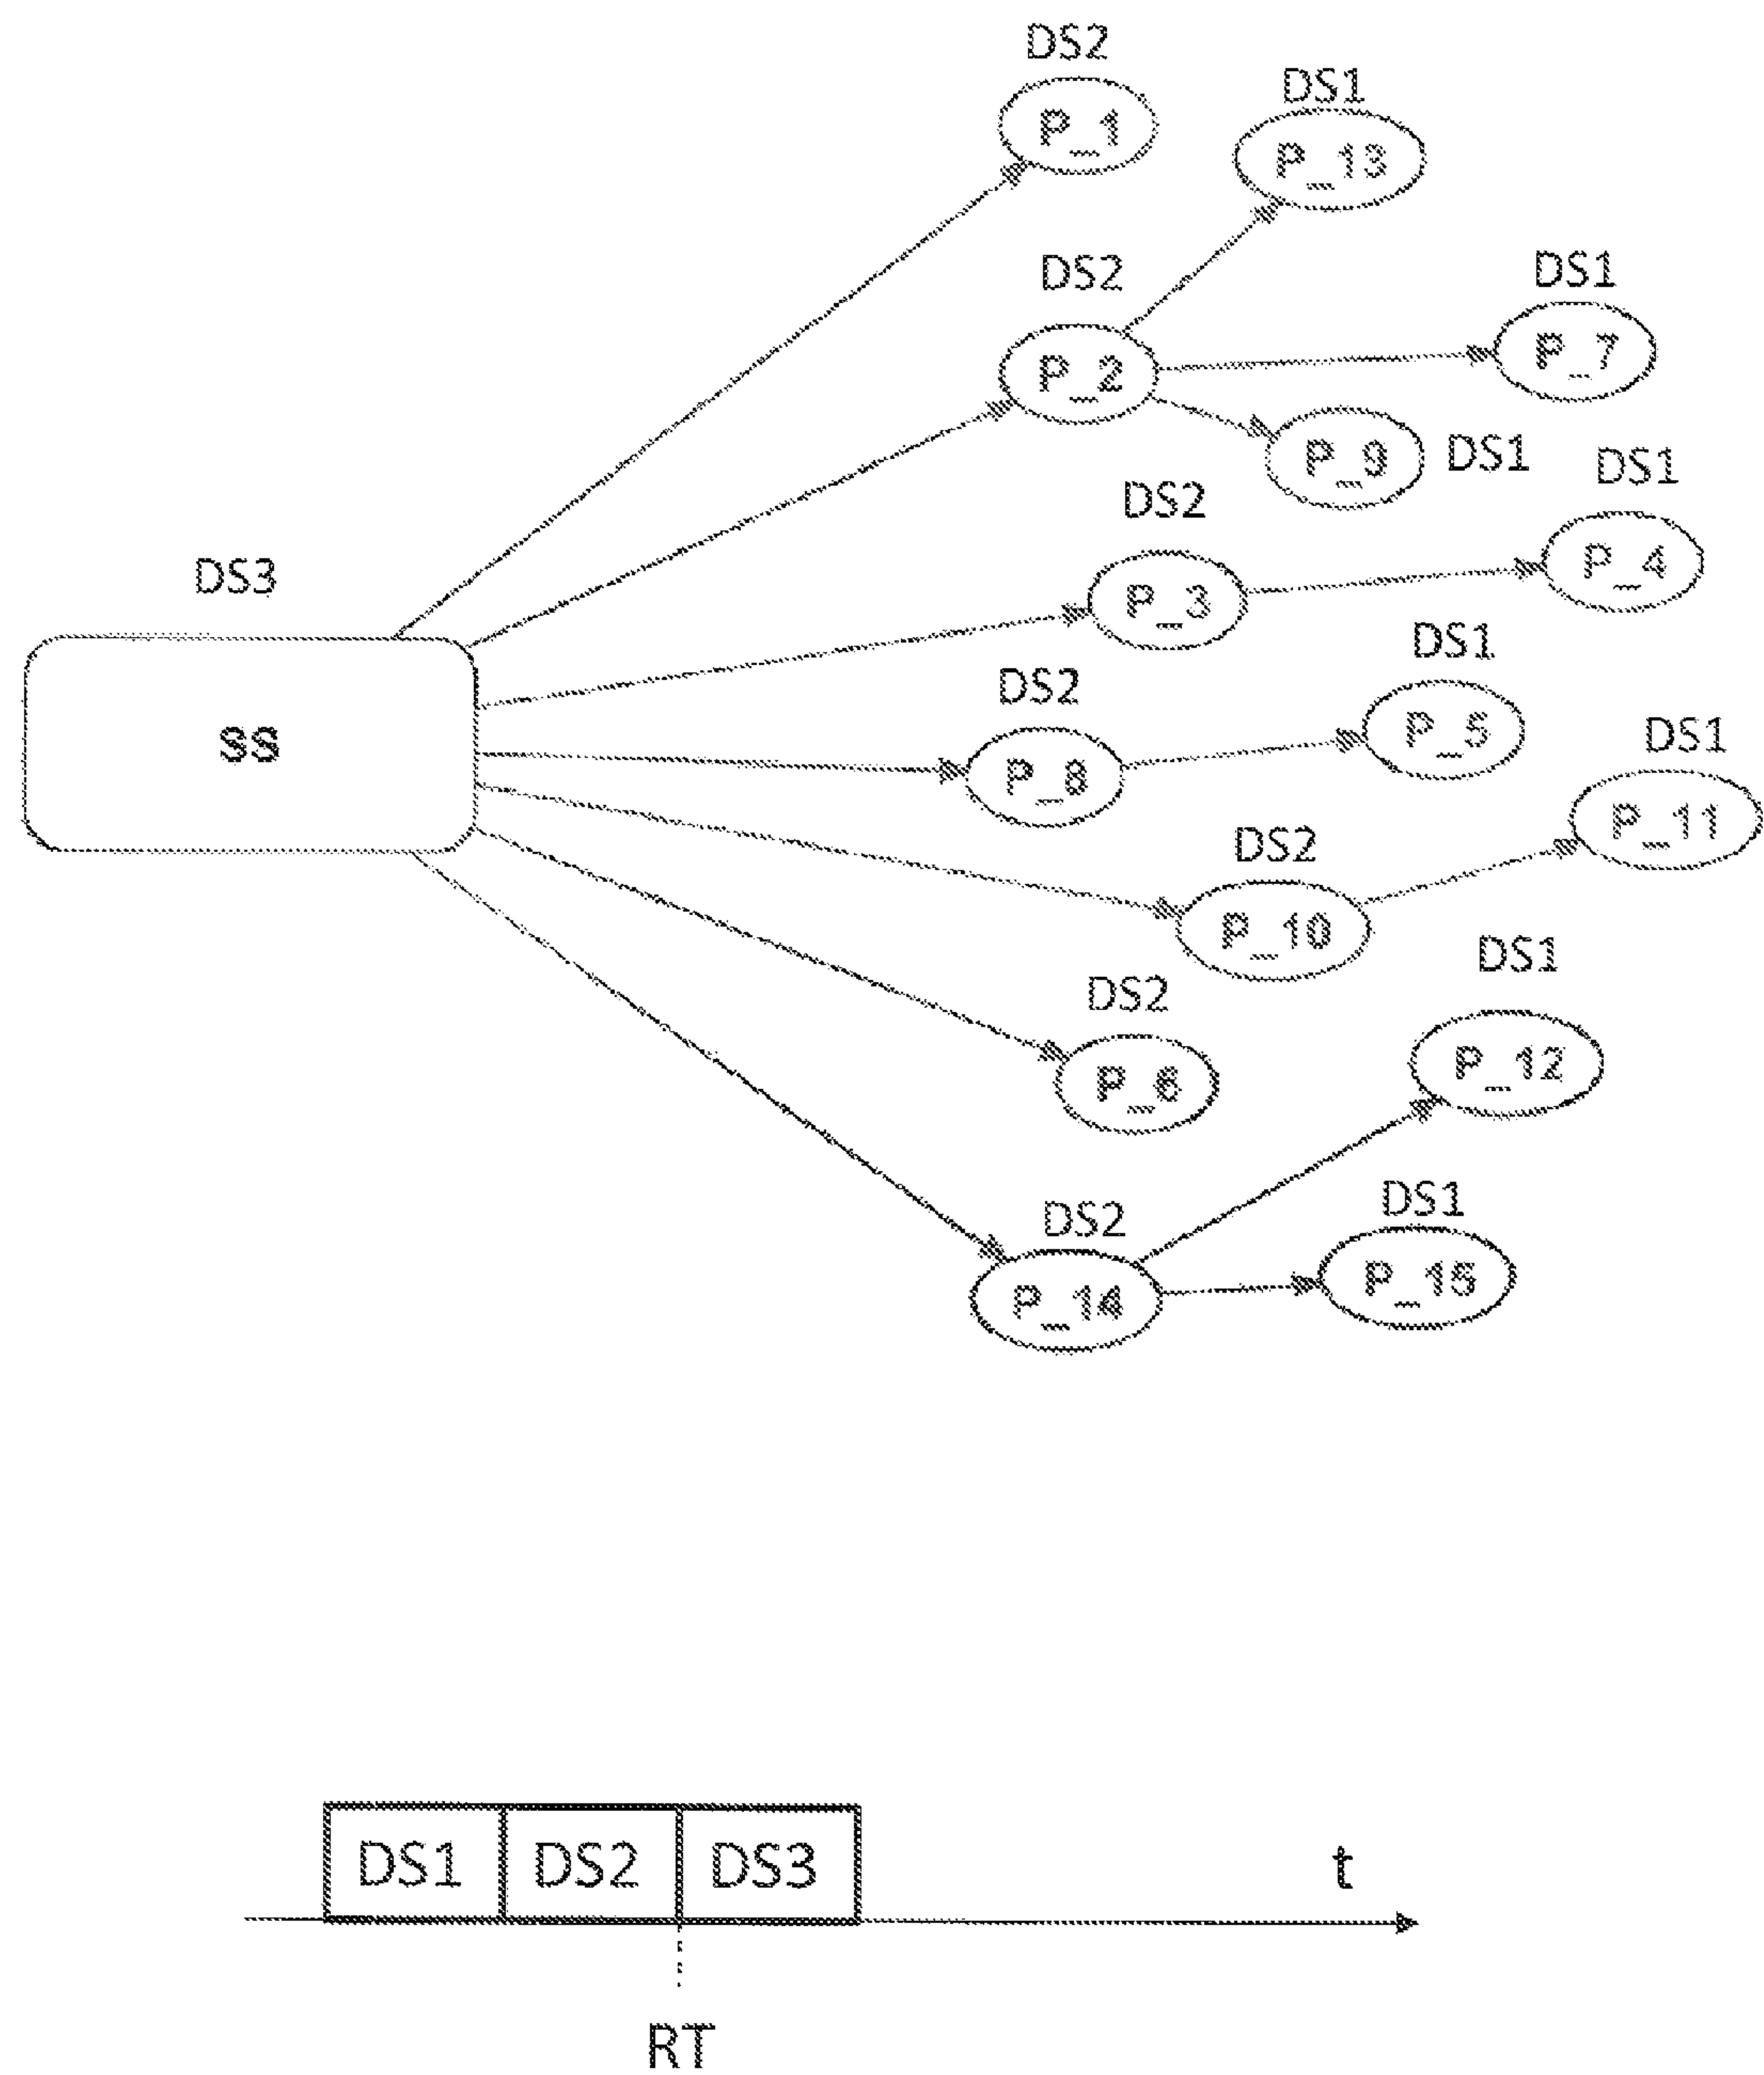 DS2
P_1
DS1
P_13
DS2
P_2
DS1
P_7
P_9 DS1
DS1
P_4
DS2
P_3
DS3
SS
DS2
P_8
DS1
P_5
DS1
P_11
DS2
P_10
DS1
P_12
DS2
P_6
DS2
P_14
DS1
P_15
DS1 DS2 DS3 t
RT